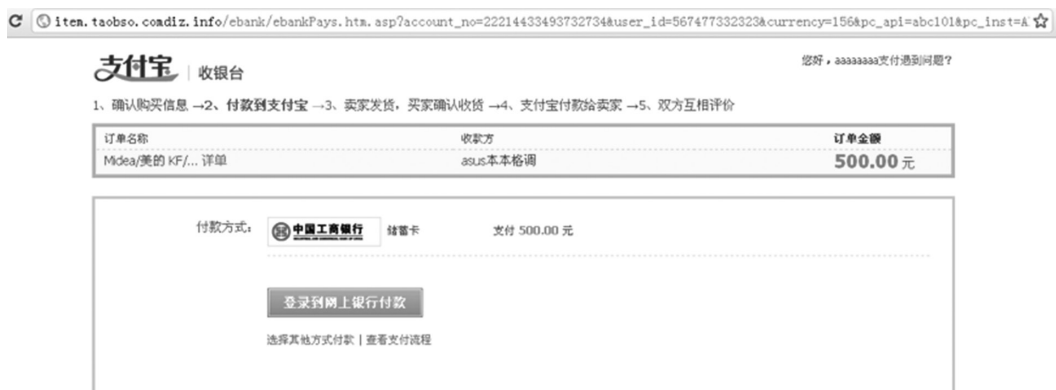 item.taobso.comdiz.info/ebank/ebankPays.htm.asp?account_no=22214433493732734&user_id=567477332323&currency=156&pc_api=abc101&pc_inst=A
支付宝 | 收银台
您好，aaaaaaaa支付遇到问题？
1、确认购买信息 →2、付款到支付宝 →3、卖家发货，买家确认收货 →4、支付宝付款给卖家 →5、双方互相评价
订单名称 收款方 订单金额
Midea/美的 KF/... 详单 asus本本格调 500.00 元
付款方式： 中国工商银行 储蓄卡 支付 500.00 元
登录到网上银行付款
选择其他方式付款 | 查看支付流程